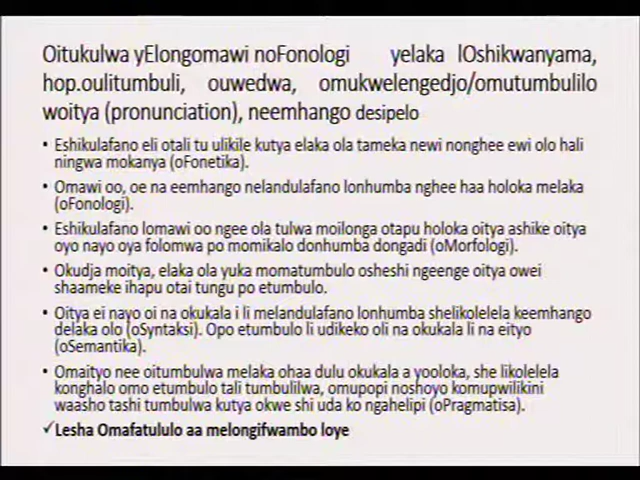 Oitukulwa yElongomawi noFonologi yelaka lOshikwanyama,
hop.oulitumbuli, ouwedwa, omukwelengedjo/omutumbulilo
woitya (pronunciation), neemhango desipelo
• Eshikulafano eli otali tu ulikile kutya elaka ola tameka newi nonghee ewi olo hali
ningwa mokanya (oFonetika).
• Omawi oo, oe na eemhango nelandulafano lonhumba nghee haa holoka melaka
(oFonologi).
• Eshikulafano lomawi oo ngee ola tulwa moilonga otapu holoka oitya ashike oitya
oyo nayo oya folomwa po momikalo donhumba dongadi (oMorfologi).
• Okudja moitya, elaka ola yuka momatumbulo osheshi ngeenge oitya owei
shaameke ihapu otai tungu po etumbulo.
• Oitya ei nayo oi na okukala i li melandulafano lonhumba shelikolelela keemhango
delaka olo (oSyntaksi). Opo etumbulo li udikeko oli na okukala li na eityo
(oSemantika).
• Omaityo nee oitumbulwa melaka ohaa dulu okukala a yooloka, she likolelela
konghalo omo etumbulo tali tumbulilwa, omupopi noshoyo komupwilikini
waasho tashi tumbulwa kutya okwe shi uda ko ngahelipi (oPragmatisa).
✓Lesha Omafatululo aa melongifwambo loye